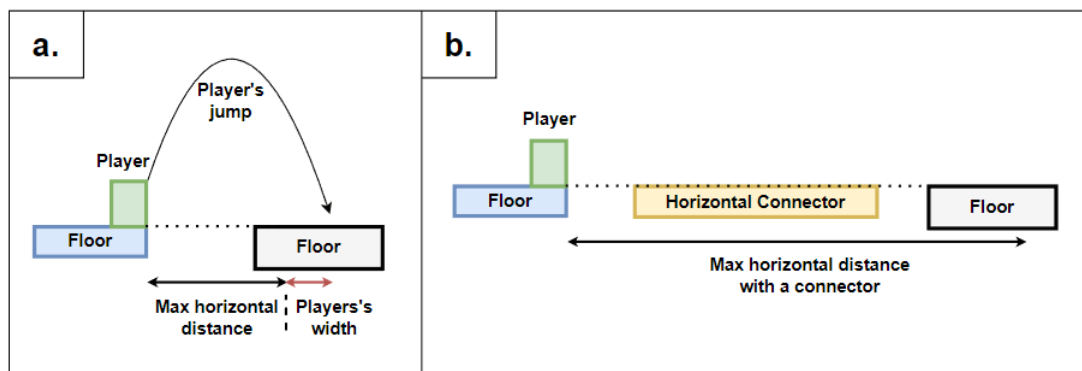 a.
Player's
jump
Player
Floor
Floor
Max horizontal
distance
Players's
width
b.
Player
Floor
Horizontal Connector
Floor
Max horizontal distance
with a connector